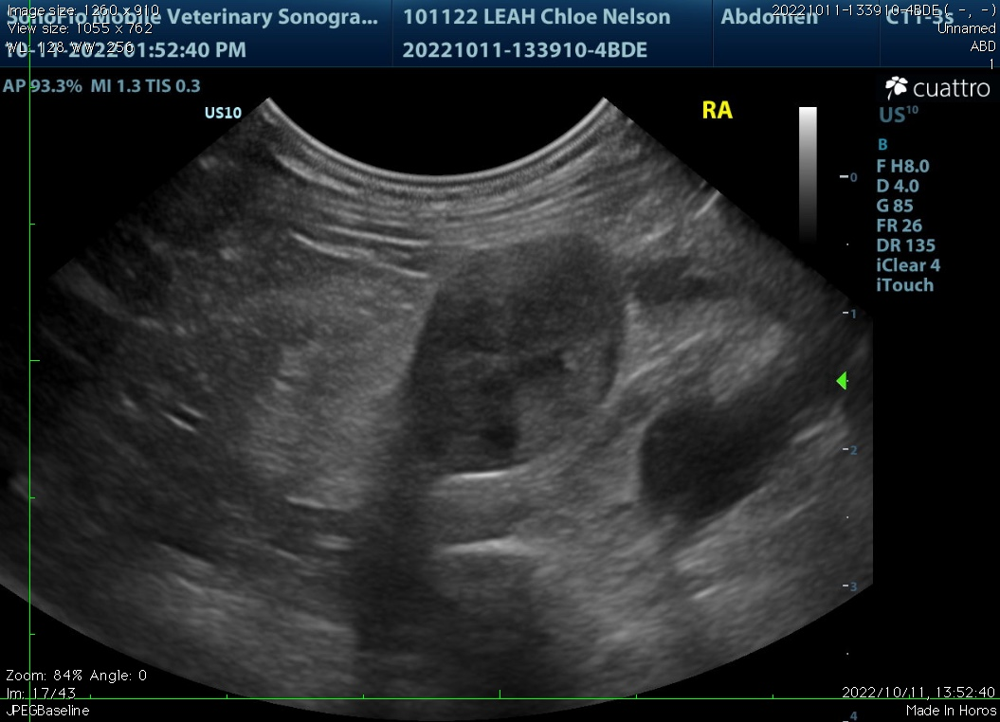 Image size: 1260 x 910
View size: 1055 x 762
WL: 128 WW: 256
SonoPro Mobile Veterinary Sonogra...
101122 LEAH Chloe Nelson
Abdomen
20221011-133910-4BDE ( -, -)
Unnamed
ABD
1
10-11-2022 01:52:40 PM
20221011-133910-4BDE
AP 93.3% MI 1.3 TIS 0.3
US10
RA
cuattro
US10
B
F H8.0
D 4.0
G 85
FR 26
DR 135
iClear 4
iTouch
0
1
2
3
4
Zoom: 84% Angle: 0
Im: 17/43
JPEGBaseline
2022/10/11, 13:52:40
Made In Horos